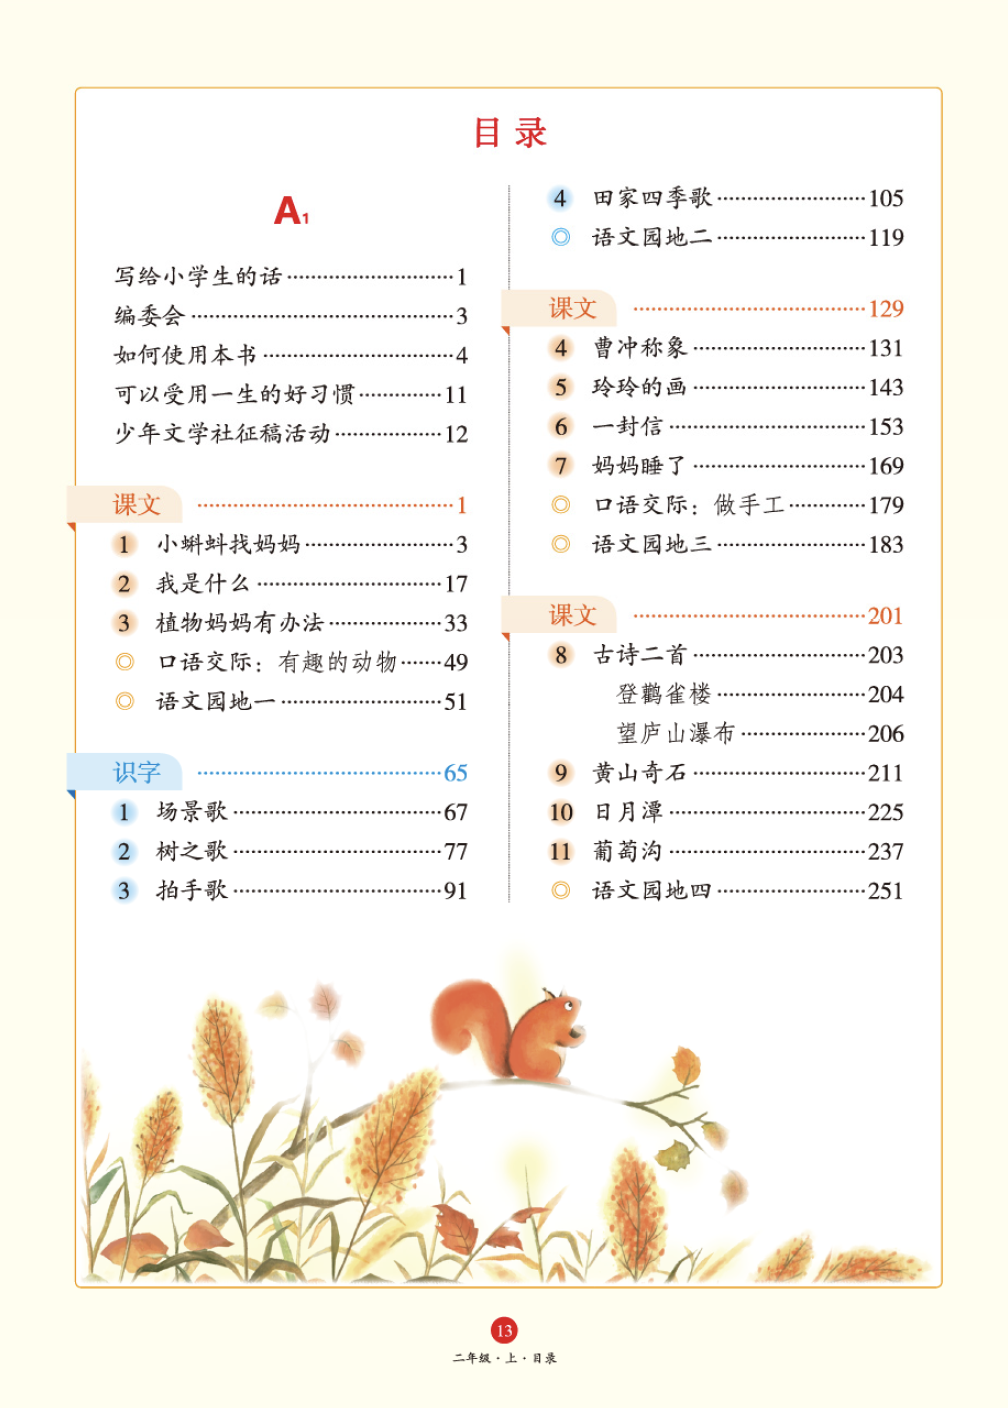 目录
A1
写给小学生的话……1
编委会……3
如何使用本书……4
可以受用一生的好习惯……11
少年文学社征稿活动……12
课文……1
1 小蝌蚪找妈妈……3
2 我是什么……17
3 植物妈妈有办法……33
◎ 口语交际：有趣的动物……49
◎ 语文园地一……51
识字……65
1 场景歌……67
2 树之歌……77
3 拍手歌……91
4 田家四季歌……105
◎ 语文园地二……119
课文……129
4 曹冲称象……131
5 玲玲的画……143
6 一封信……153
7 妈妈睡了……169
◎ 口语交际：做手工……179
◎ 语文园地三……183
课文……201
8 古诗二首……203
登鹳雀楼……204
望庐山瀑布……206
9 黄山奇石……211
10 日月潭……225
11 葡萄沟……237
◎ 语文园地四……251
13
二年级·上·目录